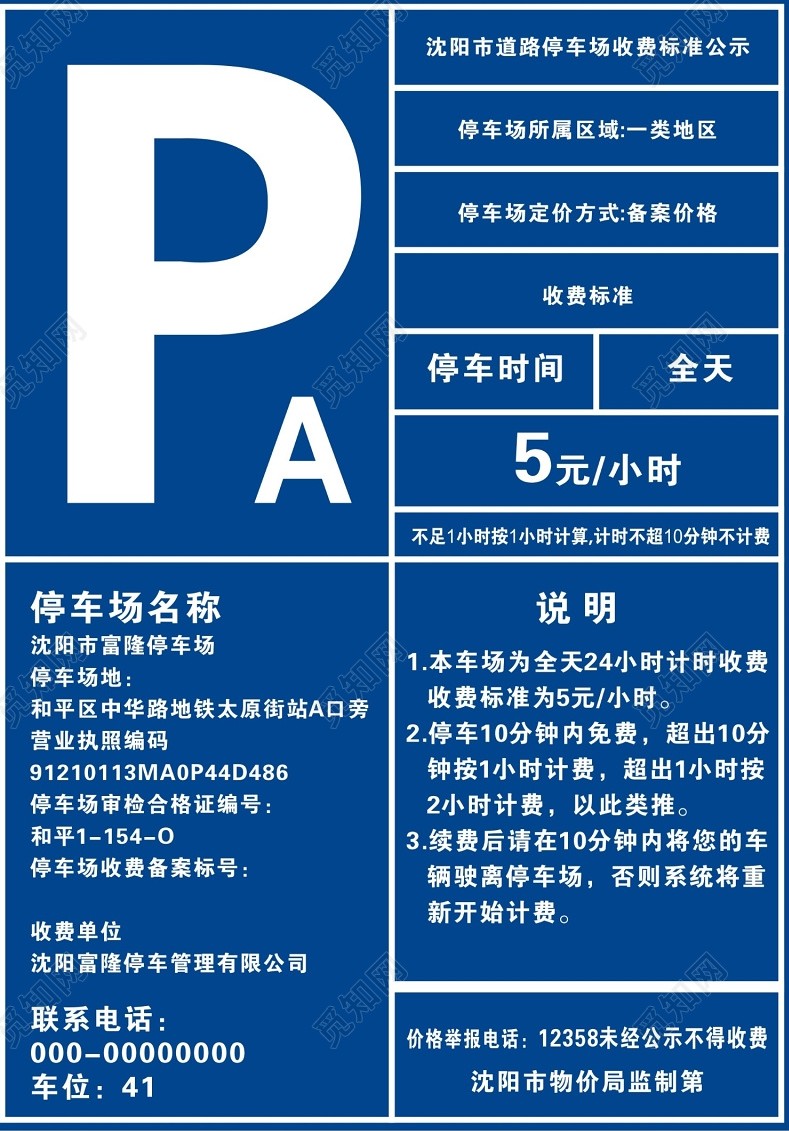 P
A
沈阳市道路停车场收费标准公示
停车场所属区域:一类地区
停车场定价方式:备案价格
收费标准
停车时间
全天
5元/小时
不足1小时按1小时计算,计时不超10分钟不计费
停车场名称
沈阳市富隆停车场
停车场地：
和平区中华路地铁太原街站A口旁
营业执照编码
91210113MA0P44D486
停车场审检合格证编号：
和平1-154-O
停车场收费备案标号：
收费单位
沈阳富隆停车管理有限公司
联系电话：
000-00000000
车位：41
说 明
1.本车场为全天24小时计时收费
收费标准为5元/小时。
2.停车10分钟内免费，超出10分
钟按1小时计费，超出1小时按
2小时计费，以此类推。
3.续费后请在10分钟内将您的车
辆驶离停车场，否则系统将重
新开始计费。
价格举报电话：12358未经公示不得收费
沈阳市物价局监制第
觅知网